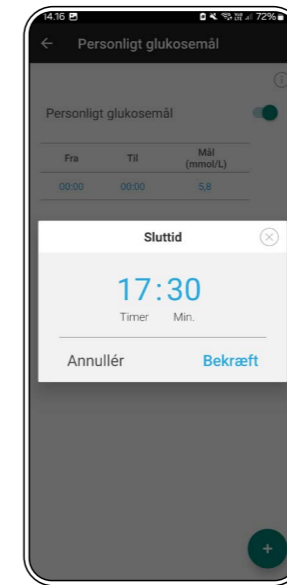 14.16 72%
Personligt glukosemål
Personligt glukosemål
Fra Til Mål
(mmol/L)
00:00 00:00 5,8
Sluttid
17:30
Timer Min.
Annullér Bekræft
+